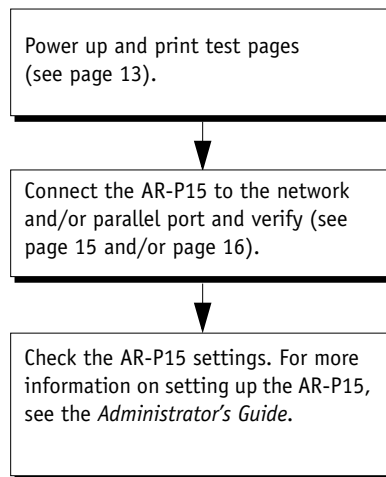 Power up and print test pages
(see page 13).
Connect the AR-P15 to the network
and/or parallel port and verify (see
page 15 and/or page 16).
Check the AR-P15 settings. For more
information on setting up the AR-P15,
see the Administrator's Guide.